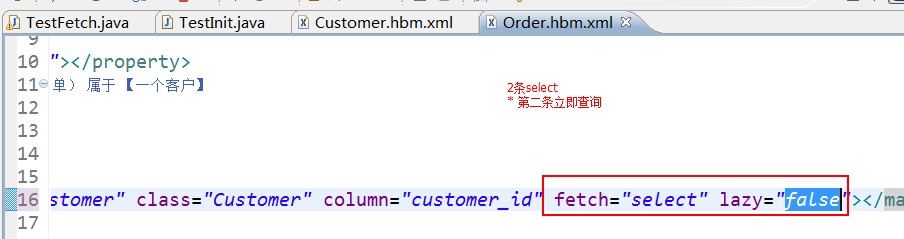 TestFetch.java TestInit.java Customer.hbm.xml Order.hbm.xml
9
10 "></property>
11 单） 属于 【一个客户】
2条select
12 * 第二条立即查询
13
14
15
16 stomer" class="Customer" column="customer_id" fetch="select" lazy="false"></ma
17